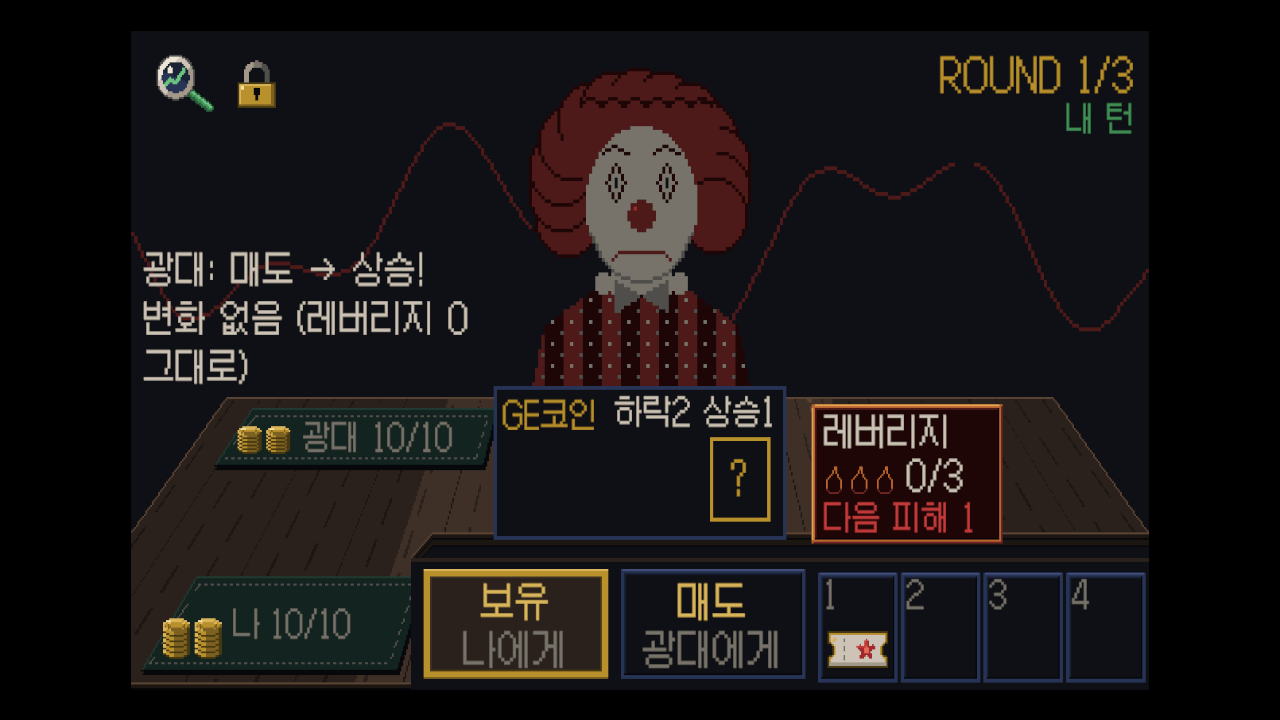 ROUND 1/3
내 턴
광대: 매도 → 상승!
변화 없음 (레버리지 0
그대로)
광대 10/10
GE코인 하락2 상승1
?
레버리지
0/3
다음 피해 1
나 10/10
보유
나에게
매도
광대에게
1
2
3
4